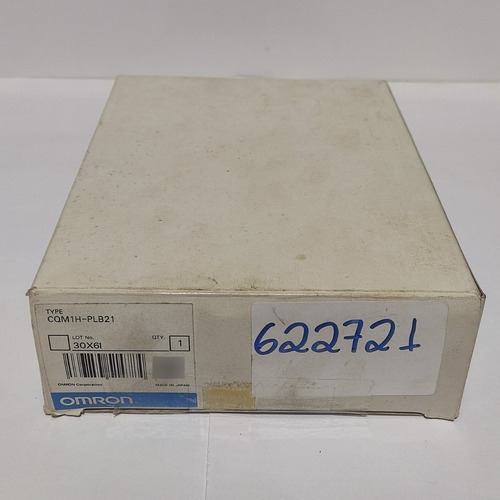 TYPE
CQM1H-PLB21
LOT No. QTY.
30X6I 1
OMRON Corporation MADE IN JAPAN
OMRON
622721